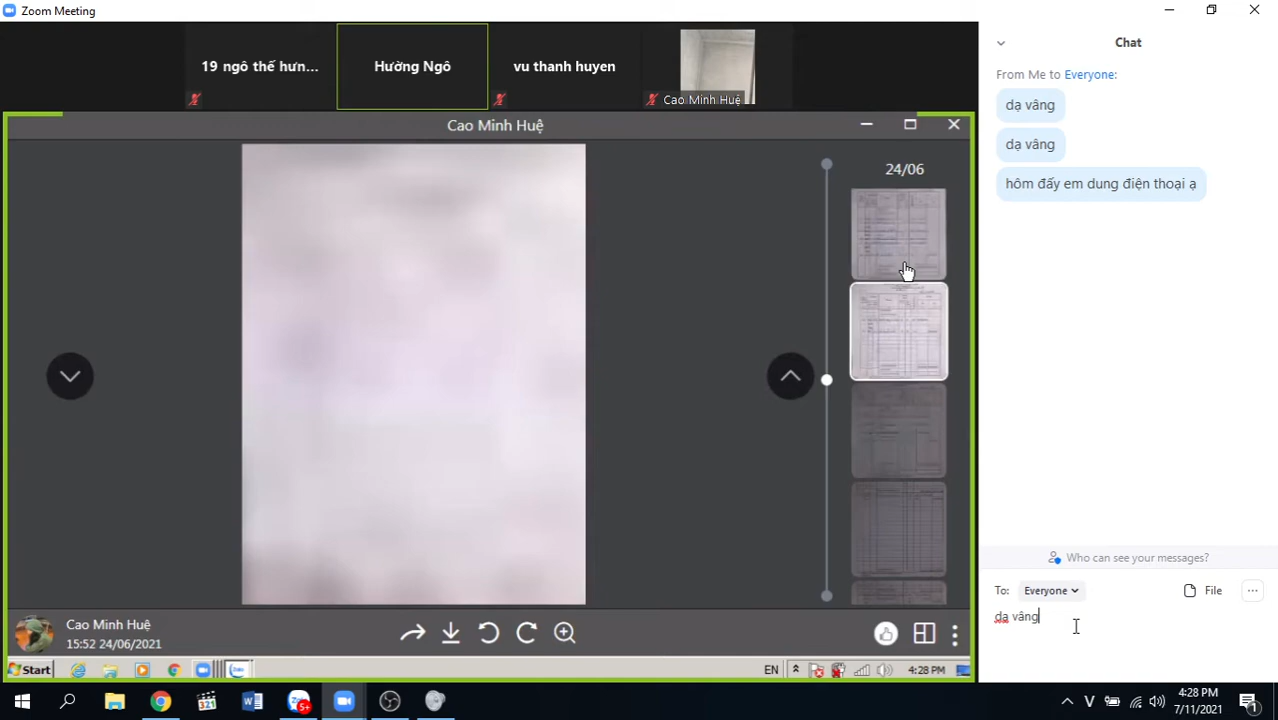 Zoom Meeting
19 ngô thế hưn...
Hường Ngô
vu thanh huyen
Cao Minh Huệ
Cao Minh Huệ
24/06
Cao Minh Huệ
15:52 24/06/2021
Start
EN
4:28 PM
Chat
From Me to Everyone:
dạ vâng
dạ vâng
hôm đấy em dung điện thoại ạ
Who can see your messages?
To: Everyone
File
dạ vâng
5+
V
4:28 PM
7/11/2021
1